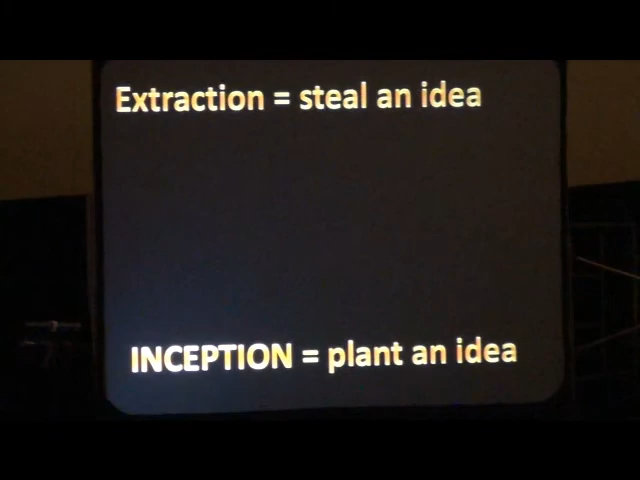 Extraction = steal an idea
INCEPTION = plant an idea